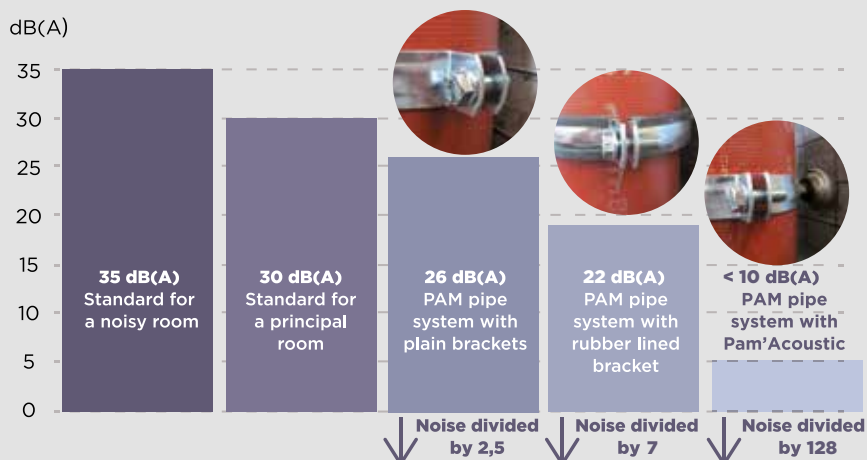 dB(A)
35
30
25
20
15
10
5
0
35 dB(A)
Standard for
a noisy room
30 dB(A)
Standard for
a principal
room
26 dB(A)
PAM pipe
system with
plain brackets
22 dB(A)
PAM pipe
system with
rubber lined
bracket
< 10 dB(A)
PAM pipe
system with
Pam'Acoustic
Noise divided
by 2,5
Noise divided
by 7
Noise divided
by 128